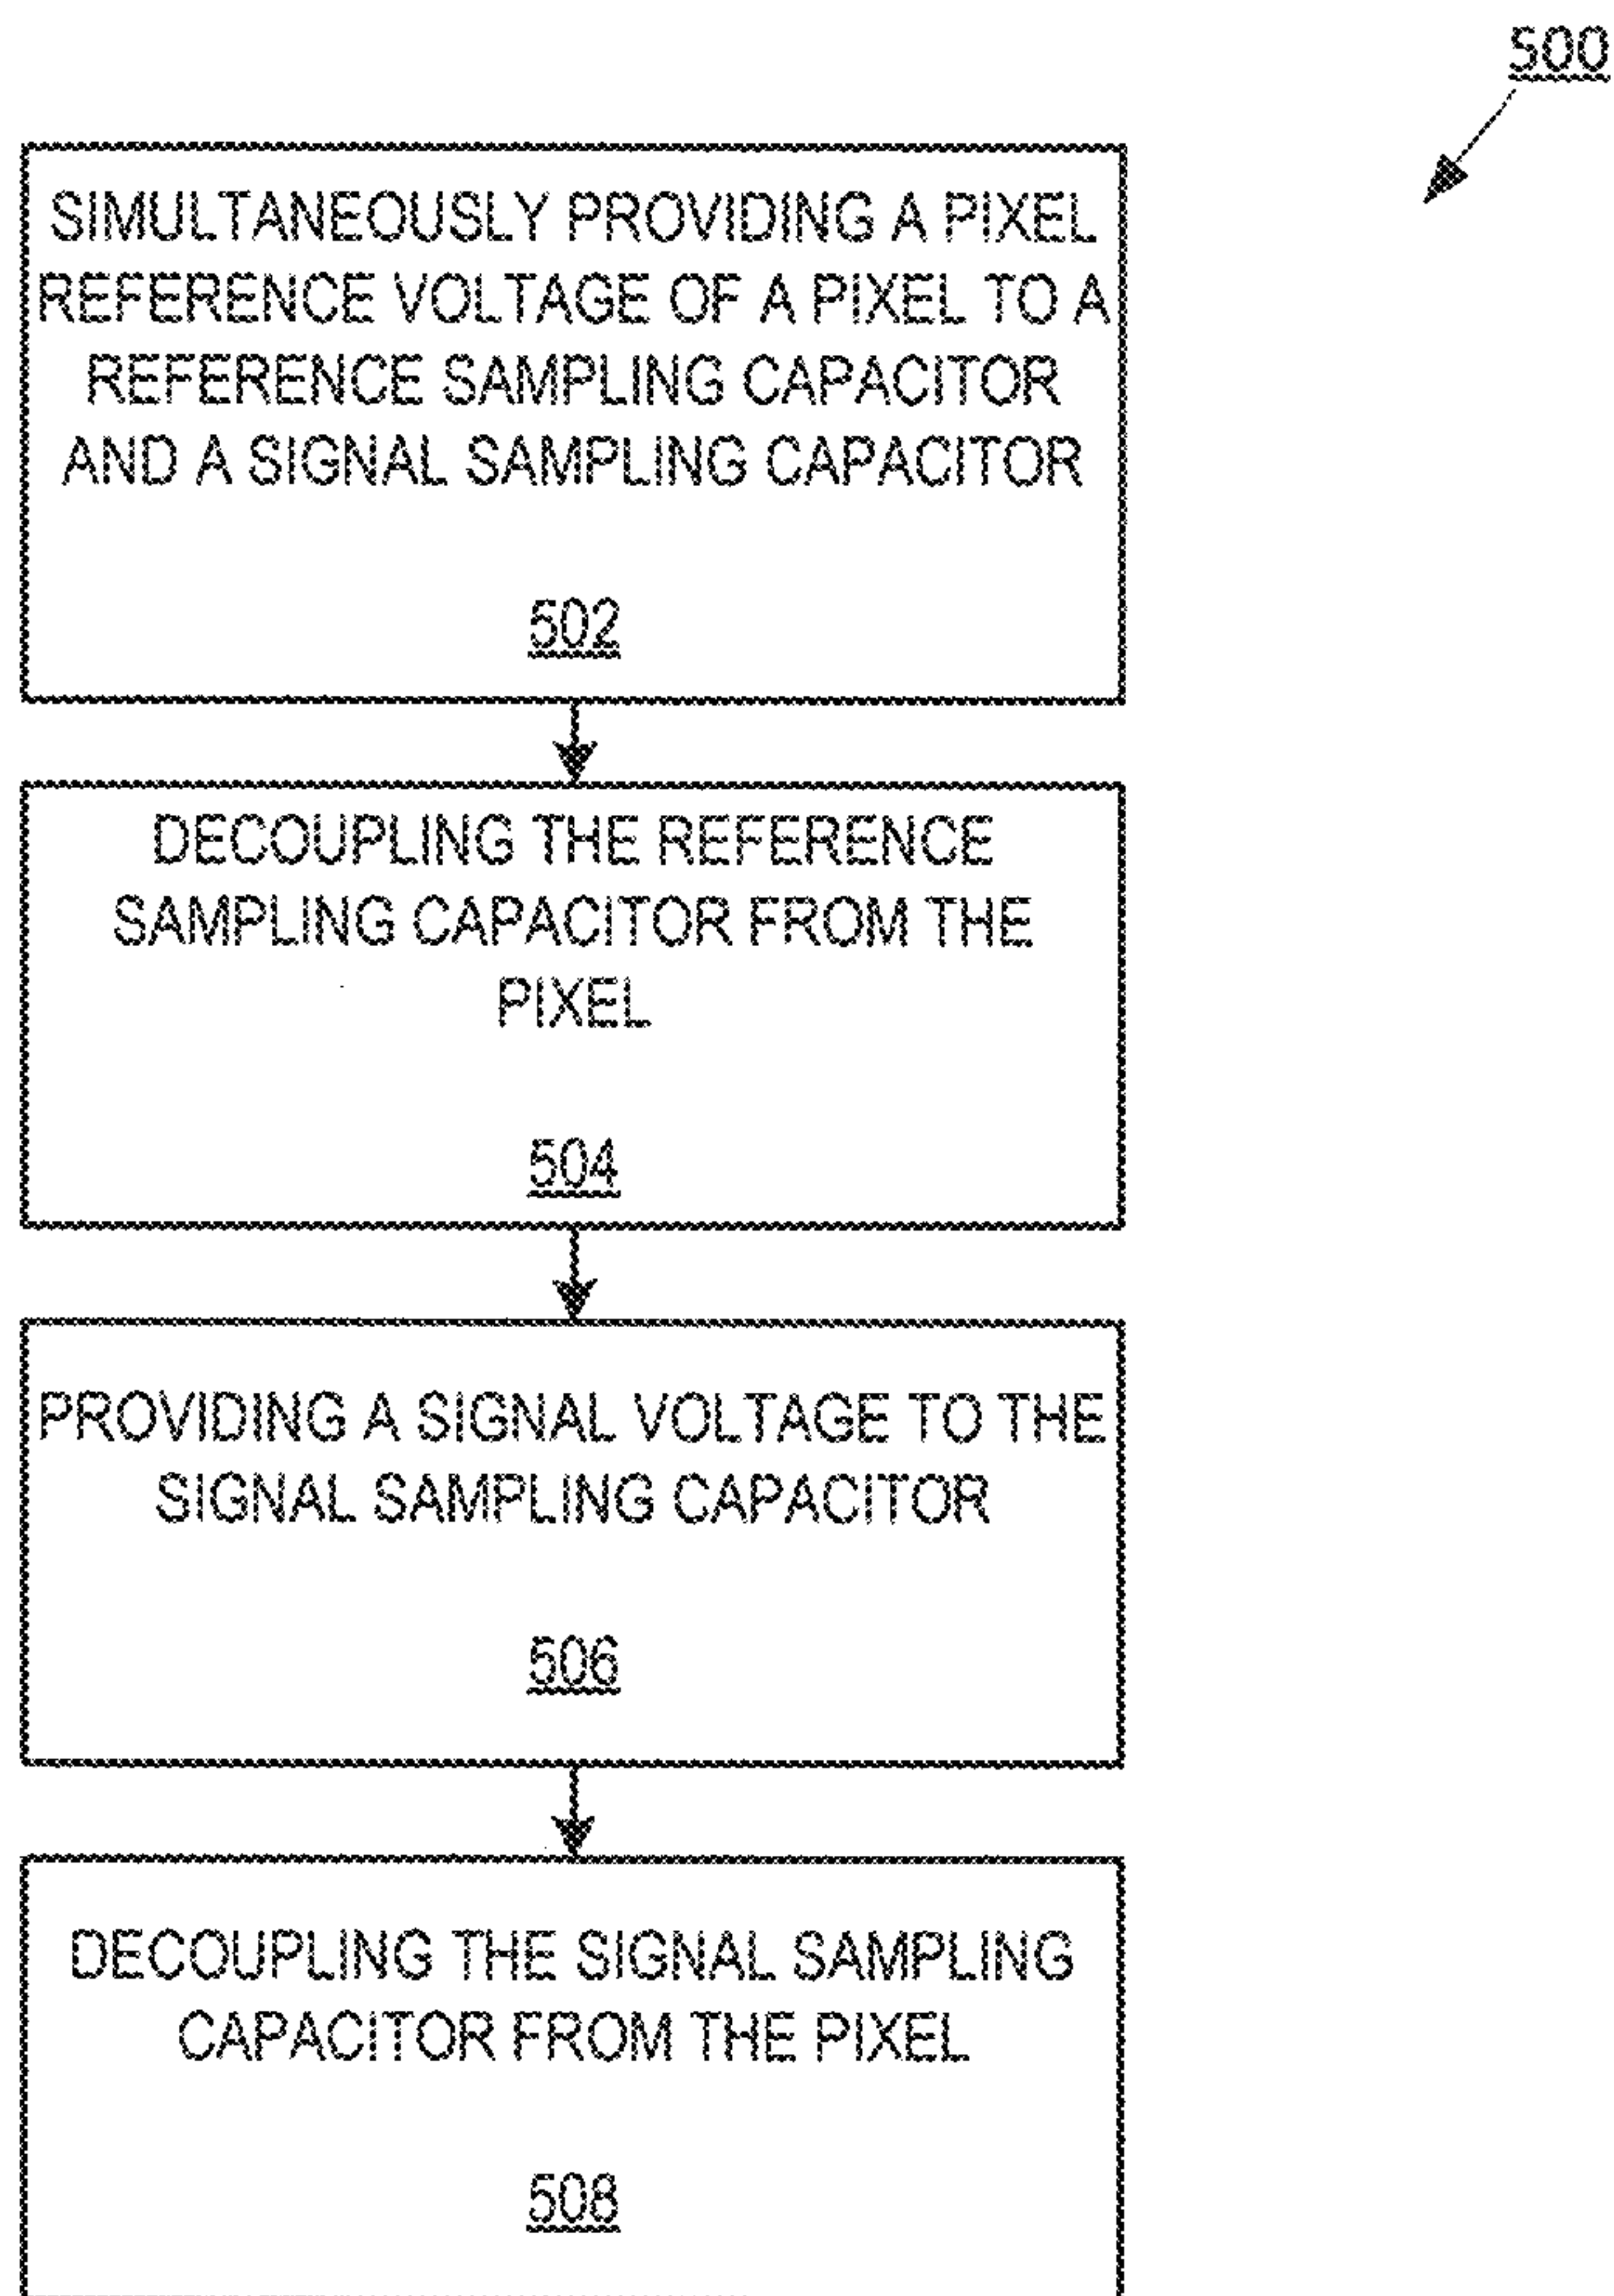 500
SIMULTANEOUSLY PROVIDING A PIXEL
REFERENCE VOLTAGE OF A PIXEL TO A
REFERENCE SAMPLING CAPACITOR
AND A SIGNAL SAMPLING CAPACITOR
502
DECOUPLING THE REFERENCE
SAMPLING CAPACITOR FROM THE
PIXEL
504
PROVIDING A SIGNAL VOLTAGE TO THE
SIGNAL SAMPLING CAPACITOR
506
DECOUPLING THE SIGNAL SAMPLING
CAPACITOR FROM THE PIXEL
508